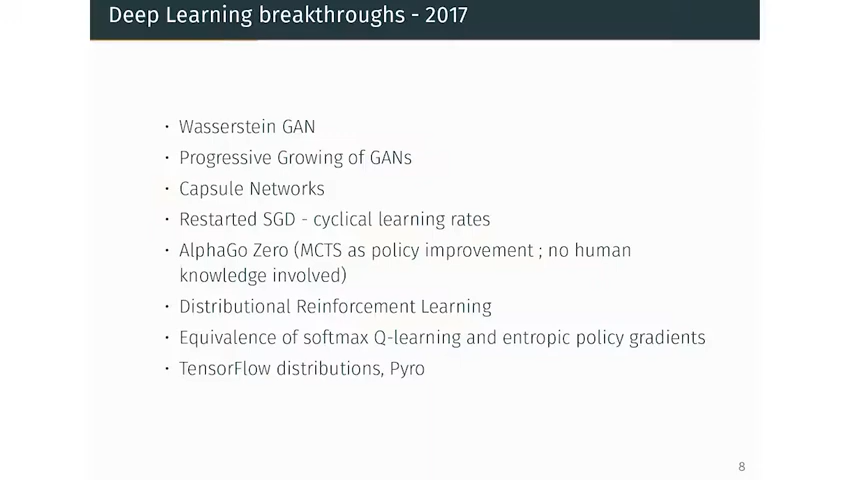 Deep Learning breakthroughs - 2017
· Wasserstein GAN
· Progressive Growing of GANs
· Capsule Networks
· Restarted SGD - cyclical learning rates
· AlphaGo Zero (MCTS as policy improvement ; no human
knowledge involved)
· Distributional Reinforcement Learning
· Equivalence of softmax Q-learning and entropic policy gradients
· TensorFlow distributions, Pyro
8